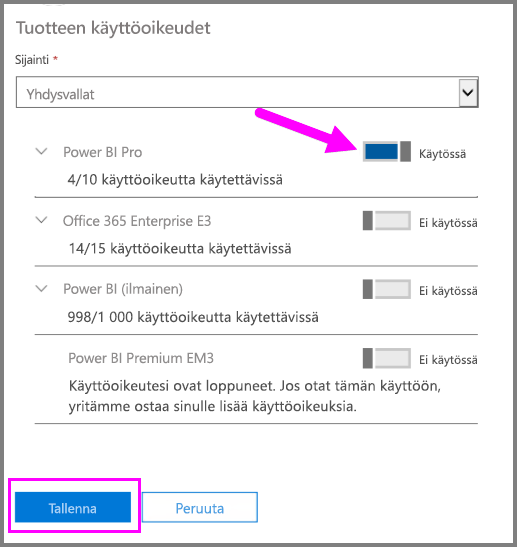 Tuotteen käyttöoikeudet
Sijainti *
Yhdysvallat
Power BI Pro
Käytössä
4/10 käyttöoikeutta käytettävissä
Office 365 Enterprise E3
Ei käytössä
14/15 käyttöoikeutta käytettävissä
Power BI (ilmainen)
Ei käytössä
998/1 000 käyttöoikeutta käytettävissä
Power BI Premium EM3
Ei käytössä
Käyttöoikeutesi ovat loppuneet. Jos otat tämän käyttöön,
yritämme ostaa sinulle lisää käyttöoikeuksia.
Tallenna
Peruuta